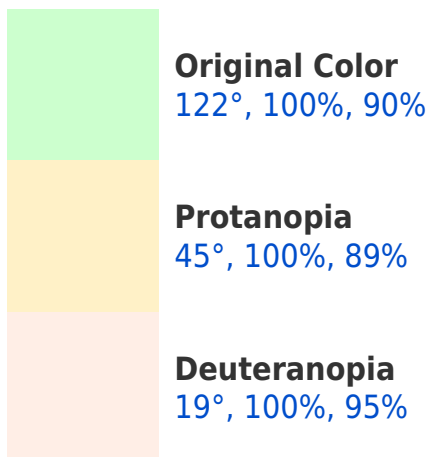 Original Color
122°, 100%, 90%
Protanopia
45°, 100%, 89%
Deuteranopia
19°, 100%, 95%